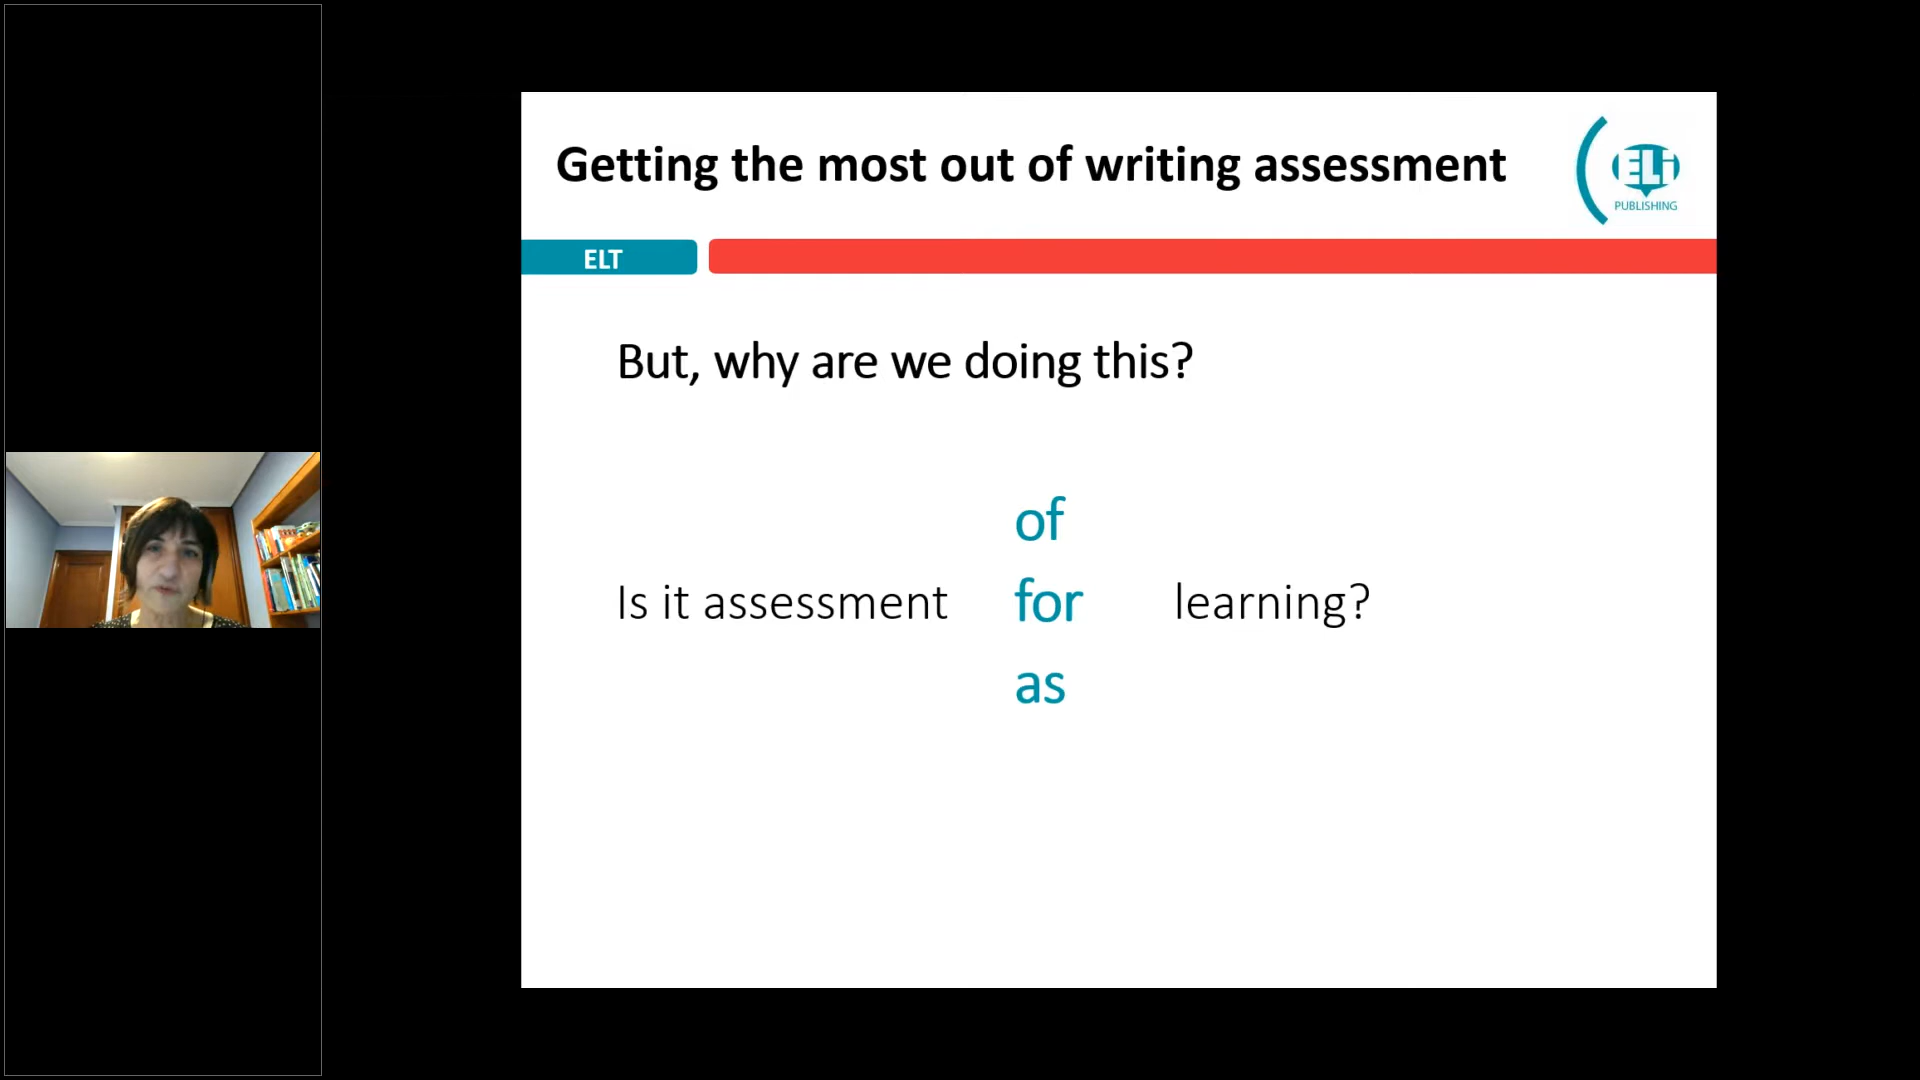 Getting the most out of writing assessment
ELi
PUBLISHING
ELT
But, why are we doing this?
of
Is it assessment for learning?
as